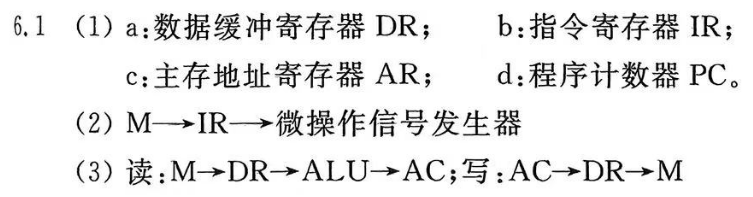 6.1 (1) a:数据缓冲寄存器 DR; b:指令寄存器 IR;
c:主存地址寄存器 AR; d:程序计数器 PC。
(2) M→IR→微操作信号发生器
(3) 读:M→DR→ALU→AC;写:AC→DR→M